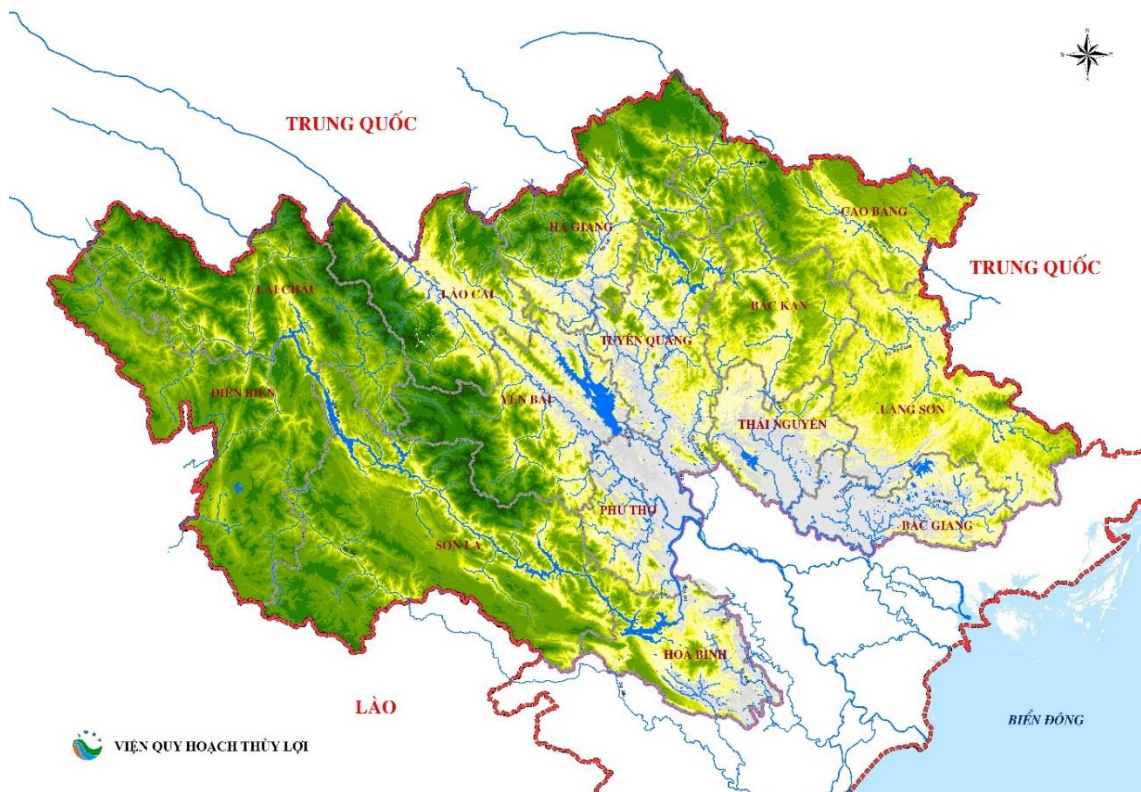 TRUNG QUỐC
CAO BẰNG
HÀ GIANG
TRUNG QUỐC
LAI CHÂU
LÀO CAI
BẮC KẠN
TUYÊN QUANG
ĐIỆN BIÊN
YÊN BÁI
LẠNG SƠN
THÁI NGUYÊN
PHÚ THỌ
BẮC GIANG
SƠN LA
HOÀ BÌNH
LÀO
BIỂN ĐÔNG
VIỆN QUY HOẠCH THỦY LỢI